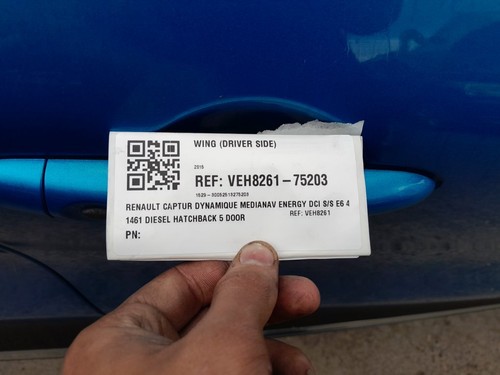 WING (DRIVER SIDE)
2015
REF: VEH8261-75203
RENAULT CAPTUR DYNAMIQUE MEDIANAV ENERGY DCI S/S E6 4
REF: VEH8261
1461 DIESEL HATCHBACK 5 DOOR
PN: